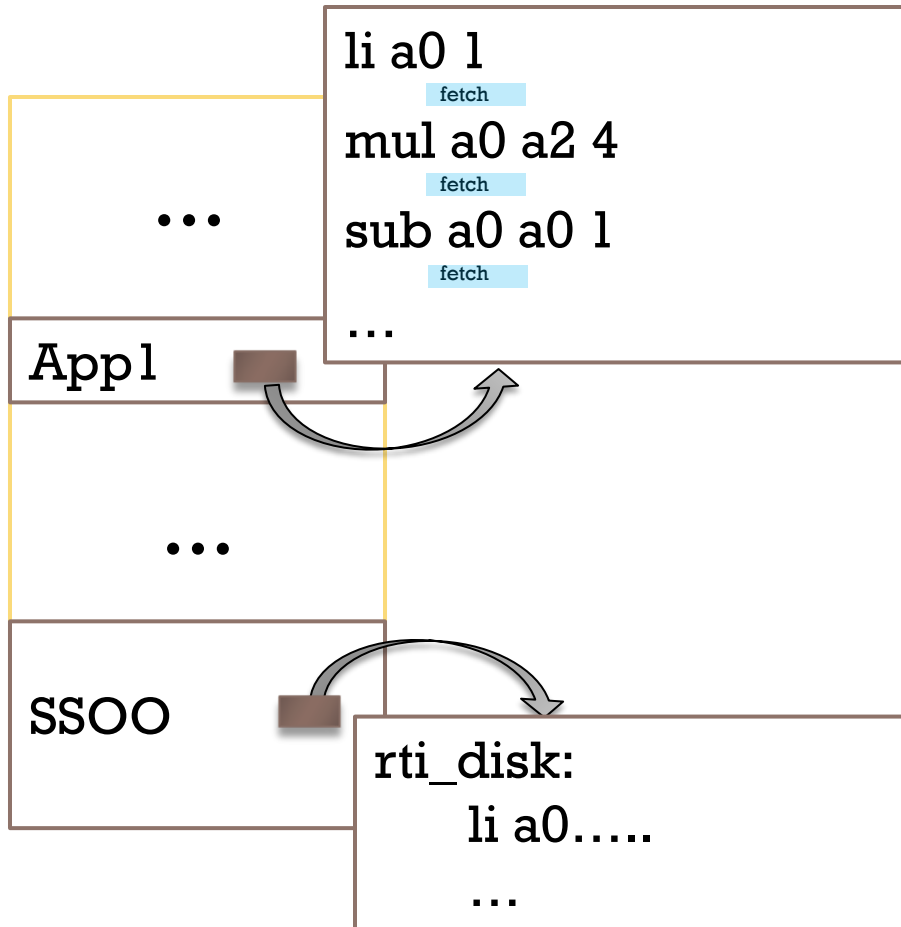 li a0 1
fetch
mul a0 a2 4
fetch
sub a0 a0 1
fetch
…
…
App1
…
SSOO
rti_disk:
li a0…..
…